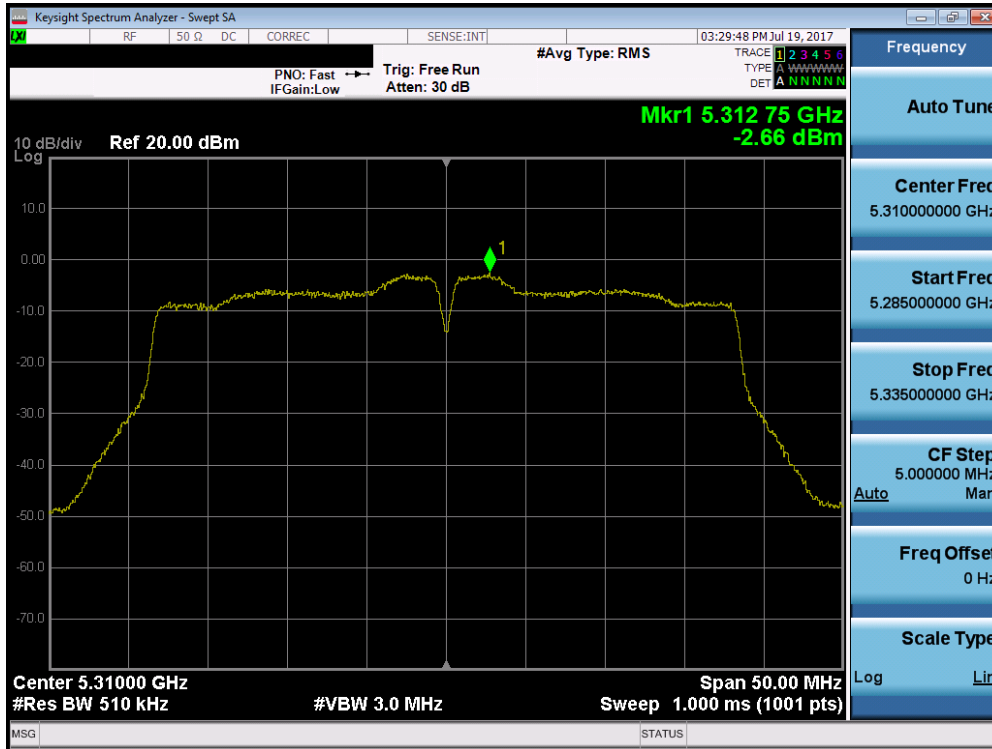 Keysight Spectrum Analyzer - Swept SA
LXI RF 50 Ω DC CORREC SENSE:INT 03:29:48 PM Jul 19, 2017
#Avg Type: RMS TRACE 1 2 3 4 5 6
PNO: Fast Trig: Free Run TYPE A WWWWW
IFGain:Low Atten: 30 dB DET A N N N N N
Mkr1 5.312 75 GHz
-2.66 dBm
10 dB/div Ref 20.00 dBm
Log
10.0
0.00
1
-10.0
-20.0
-30.0
-40.0
-50.0
-60.0
-70.0
Center 5.31000 GHz Span 50.00 MHz
#Res BW 510 kHz #VBW 3.0 MHz Sweep 1.000 ms (1001 pts)
MSG STATUS
Frequency
Auto Tune
Center Freq
5.310000000 GHz
Start Freq
5.285000000 GHz
Stop Freq
5.335000000 GHz
CF Step
5.000000 MHz
Auto Man
Freq Offset
0 Hz
Scale Type
Log Lin